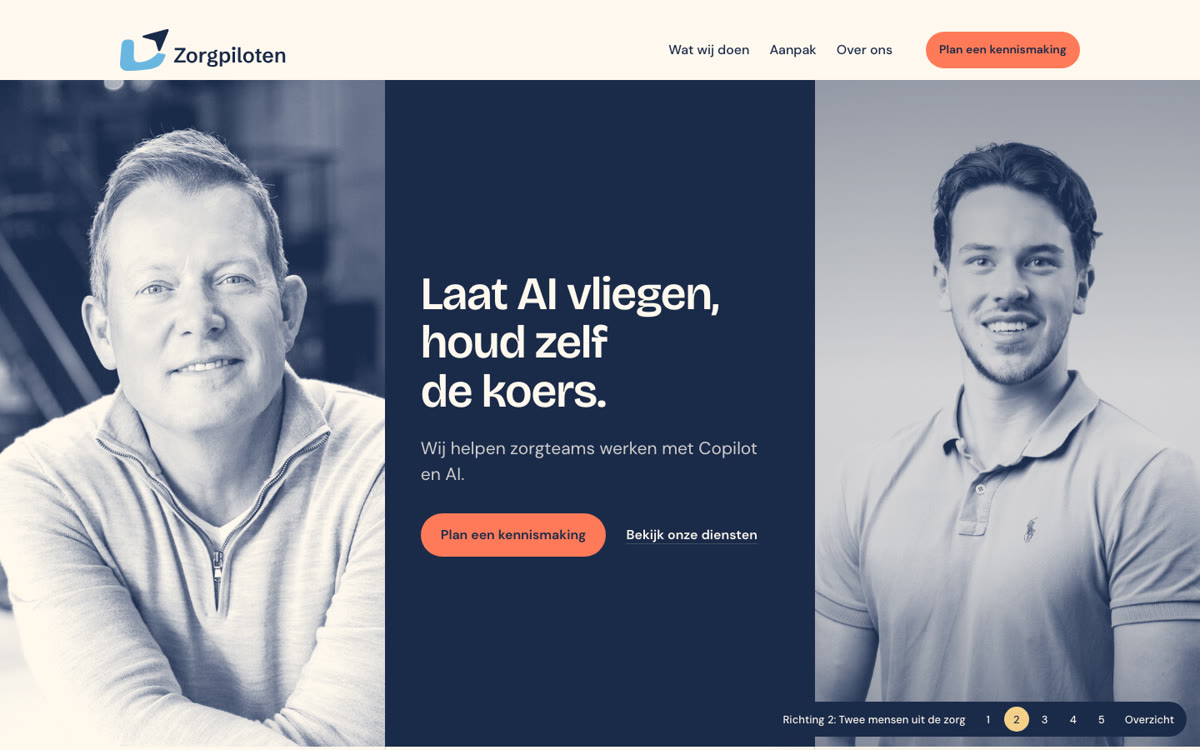 Zorgpiloten
Wat wij doen
Aanpak
Over ons
Plan een kennismaking
Laat AI vliegen,
houd zelf
de koers.
Wij helpen zorgteams werken met Copilot
en AI.
Plan een kennismaking
Bekijk onze diensten
Richting 2: Twee mensen uit de zorg 1 2 3 4 5 Overzicht